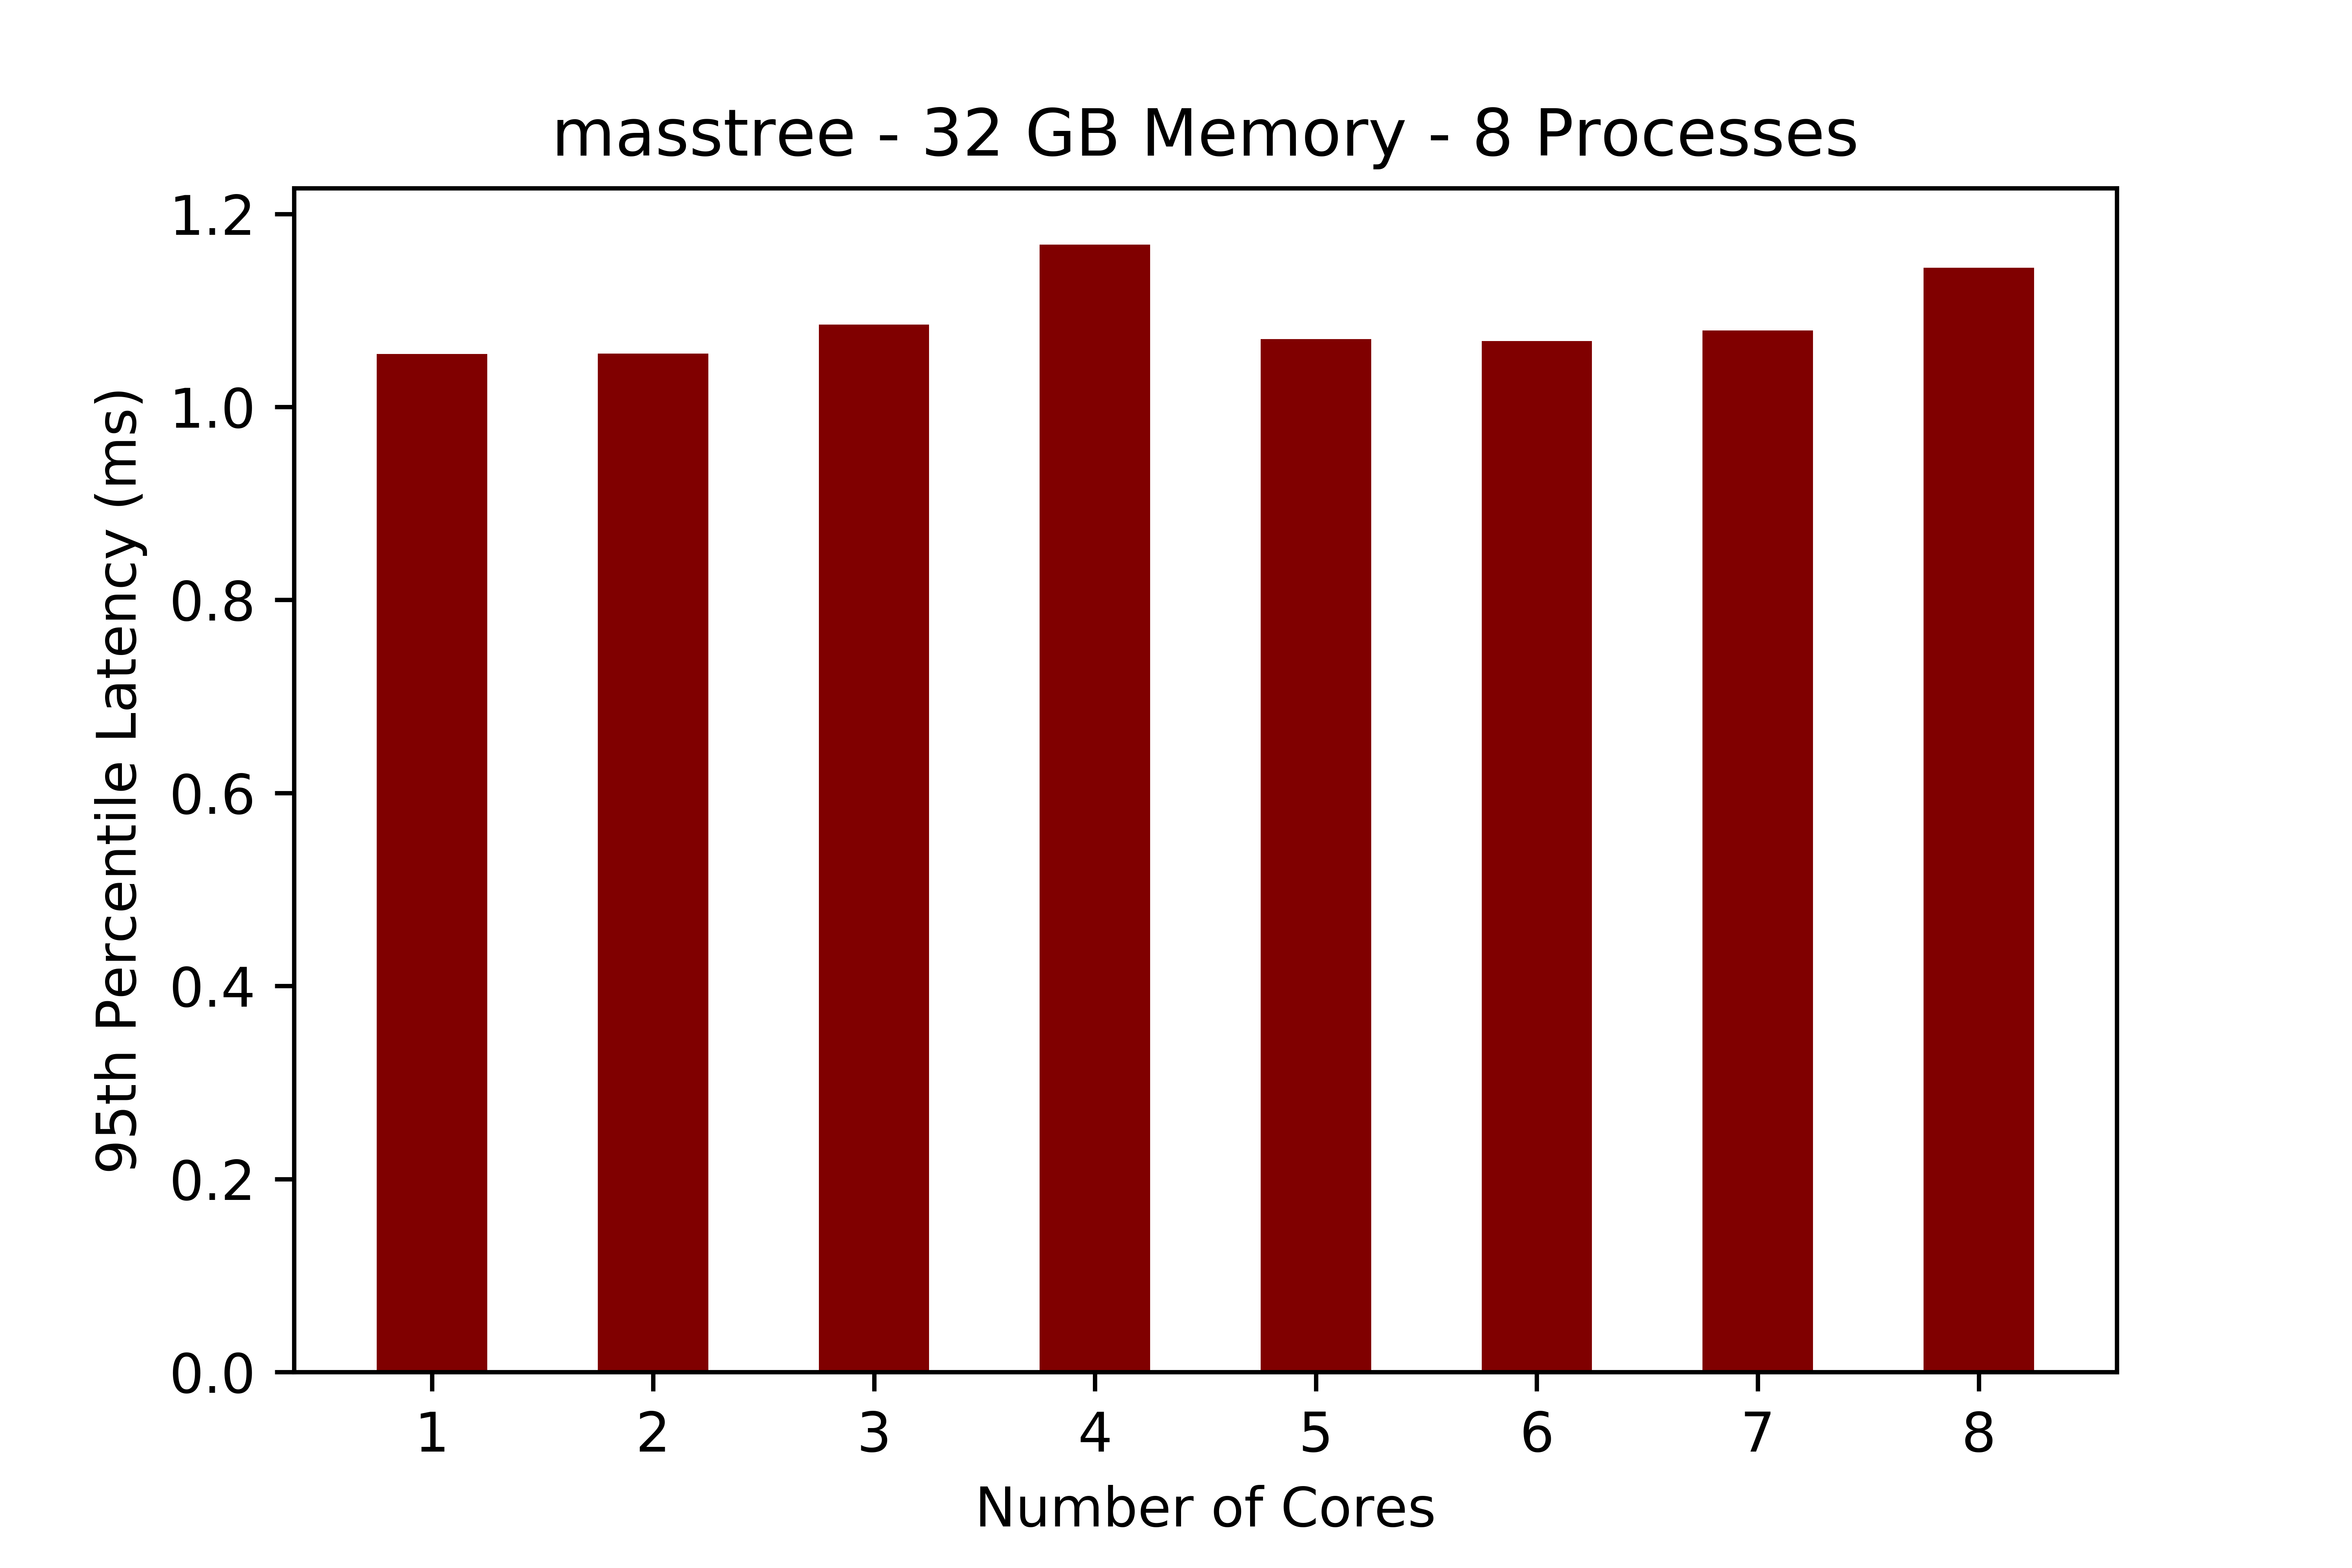 masstree - 32 GB Memory - 8 Processes
95th Percentile Latency (ms)
1.2
1.0
0.8
0.6
0.4
0.2
0.0
1 2 3 4 5 6 7 8
Number of Cores